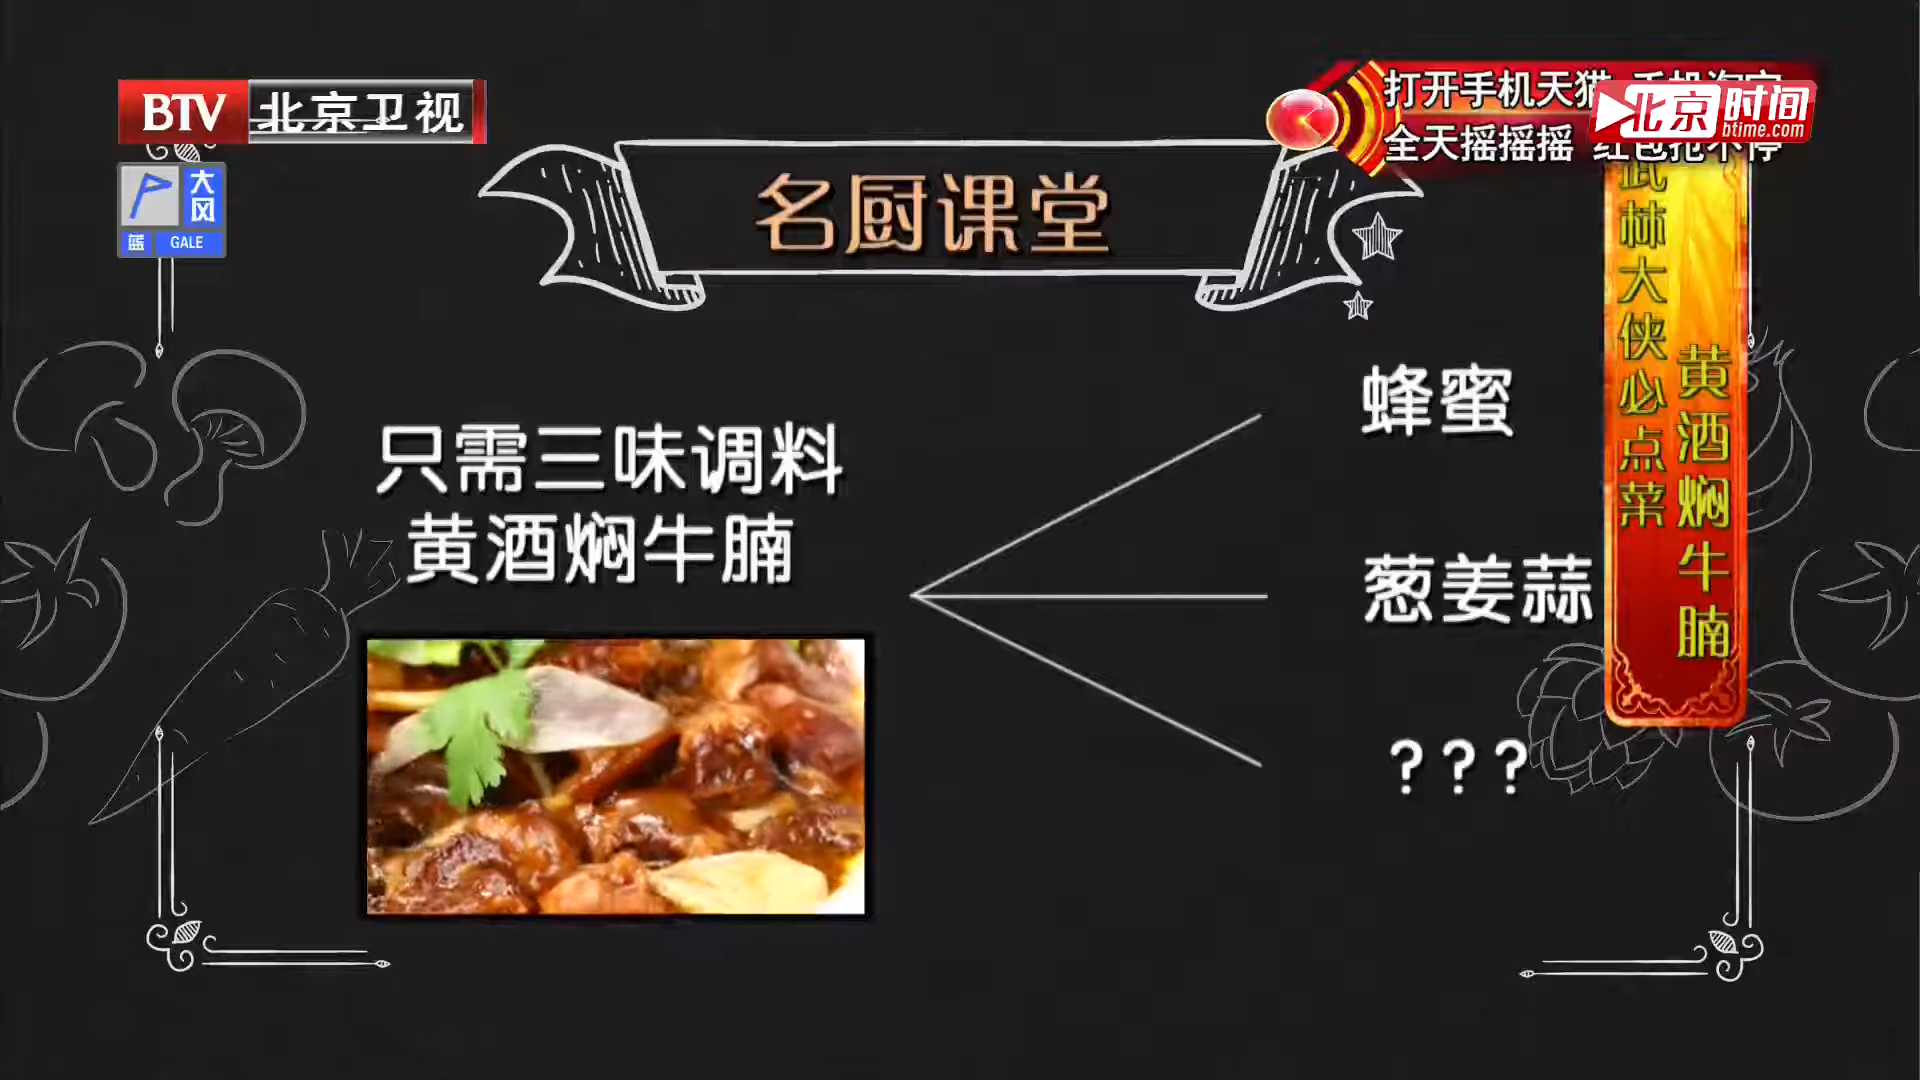 BTV 北京卫视
打开手机天猫
北京时间
btime.com
全天摇摇摇
大风
蓝 GALE
名厨课堂
武林大侠必点菜
黄酒焖牛腩
蜂蜜
只需三味调料
黄酒焖牛腩
葱姜蒜
???